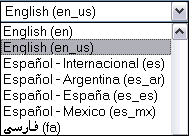 English (en_us)
English (en)
English (en_us)
Español - Internacional (es)
Español - Argentina (es_ar)
Español - España (es_es)
Español - Mexico (es_mx)
فارسی (fa)